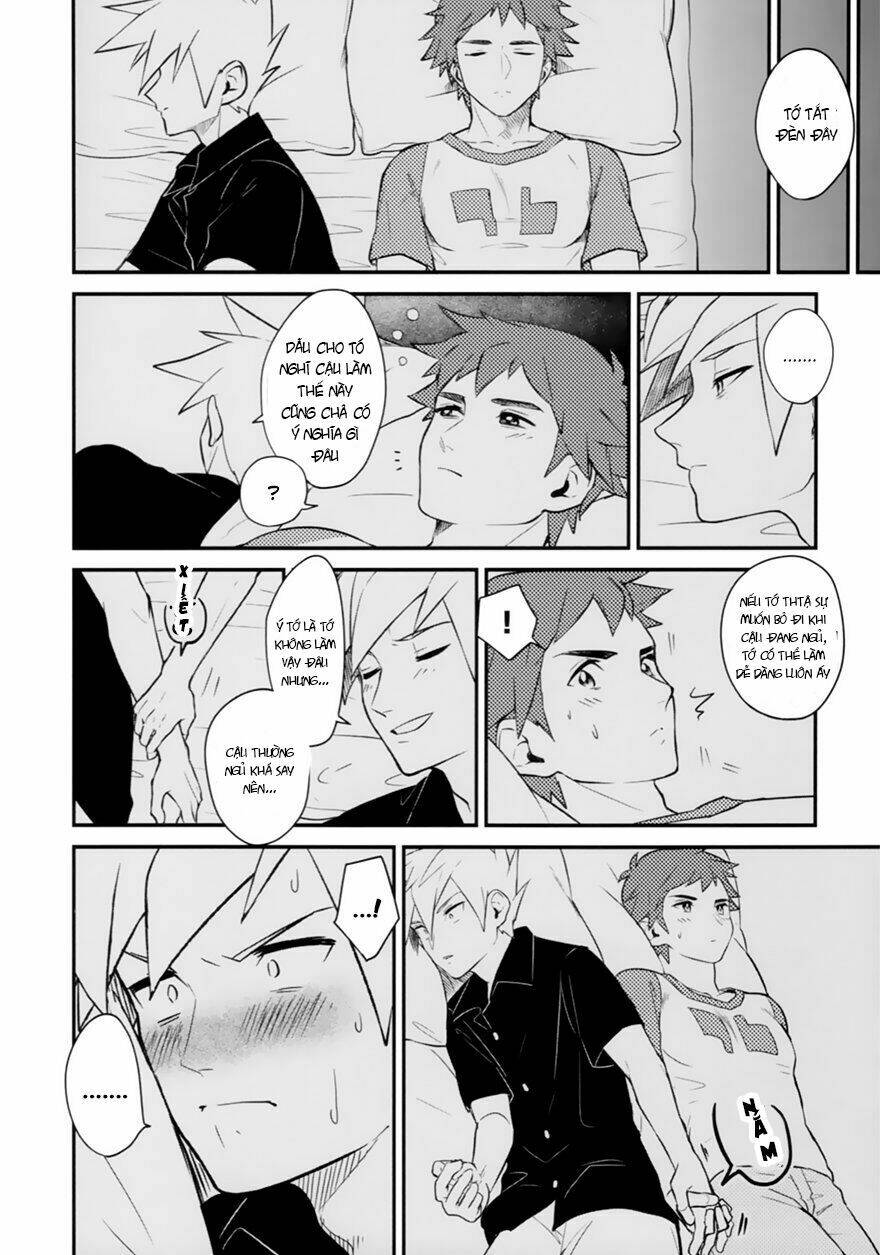 TỚ TẮT
ĐÈN ĐÂY
.......
DẪU CHO TỚ
NGHĨ CẬU LÀM
THẾ NÀY
CŨNG CHẢ CÓ
Ý NGHĨA GÌ
ĐÂU
?
NẾU TỚ THTẠ SỰ
MUỐN BỎ ĐI KHI
CẬU ĐANG NGỦ,
TỚ CÓ THỂ LÀM
DỄ DÀNG LUÔN ẤY
!
Ý TỚ LÀ TỚ
KHÔNG LÀM
VẬY ĐÂU
NHƯNG...
CẬU THƯỜNG
NGỦ KHÁ SAY
NÊN...
XIẾT
NẮM
...!
........